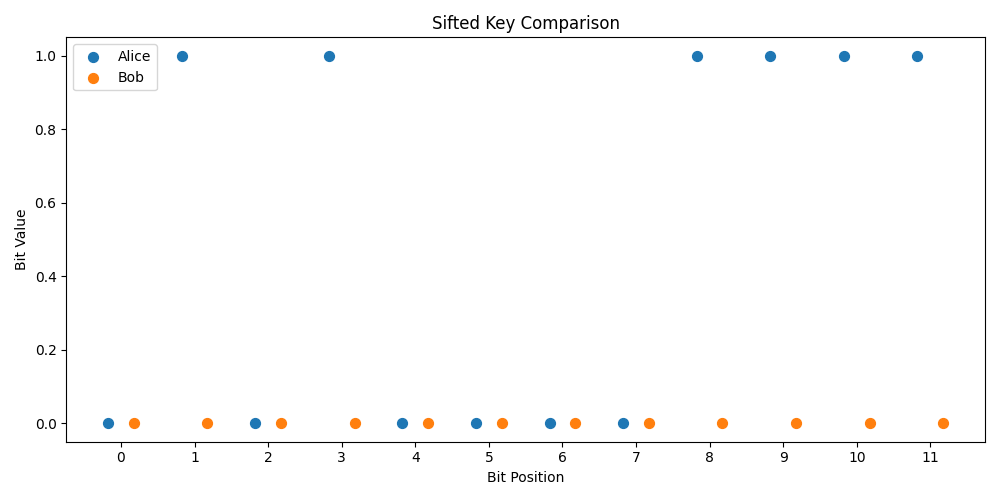 Sifted Key Comparison
Alice
Bob
1.0
0.8
0.6
0.4
0.2
0.0
Bit Value
0 1 2 3 4 5 6 7 8 9 10 11
Bit Position